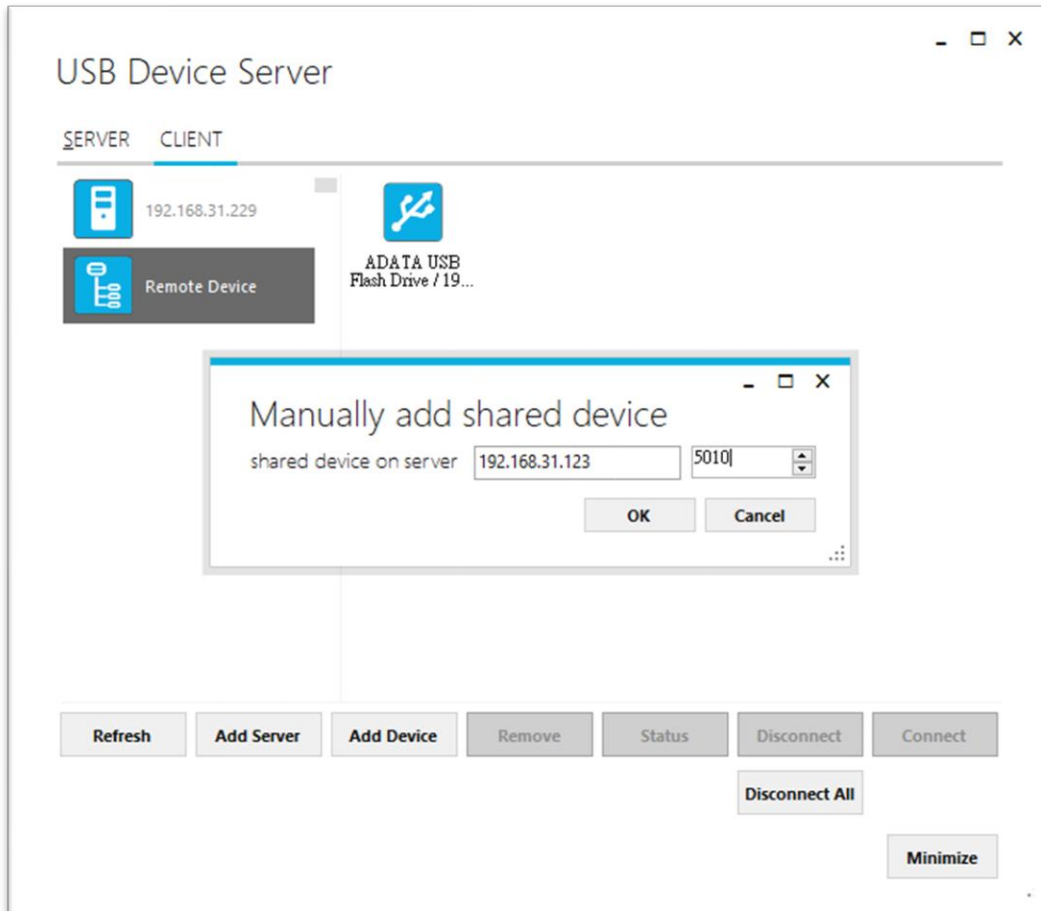 USB Device Server
SERVER CLIENT
192.168.31.229
Remote Device
ADATA USB
Flash Drive / 19...
Manually add shared device
shared device on server 192.168.31.123 5010
OK Cancel
Refresh Add Server Add Device Remove Status Disconnect Connect
Disconnect All
Minimize